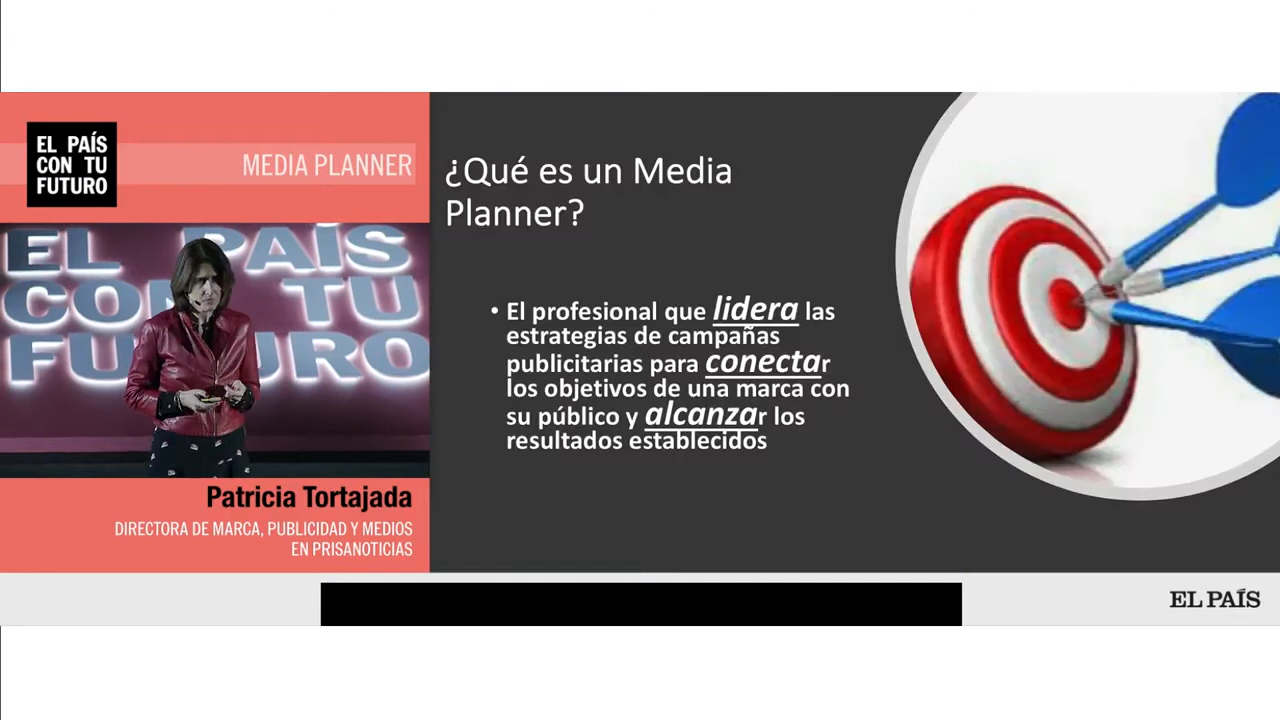 EL PAÍS
CON TU
FUTURO
MEDIA PLANNER
EL PAÍS
CON TU
FUTURO
Patricia Tortajada
DIRECTORA DE MARCA, PUBLICIDAD Y MEDIOS
EN PRISANOTICIAS
¿Qué es un Media
Planner?
• El profesional que lidera las
estrategias de campañas
publicitarias para conectar
los objetivos de una marca con
su público y alcanzar los
resultados establecidos
EL PAÍS